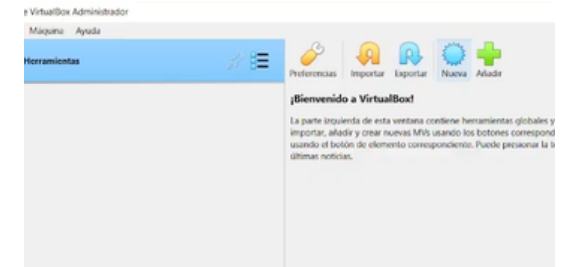 e VirtualBox Administrador
Máquina Ayuda
Herramientas
Preferencias Importar Exportar Nueva Añadir
¡Bienvenido a VirtualBox!
La parte izquierda de esta ventana contiene herramientas globales y
importar, añadir y crear nuevas MVs usando los botones correspond
usando el botón de elemento correspondiente. Puede presionar la t
últimas noticias.